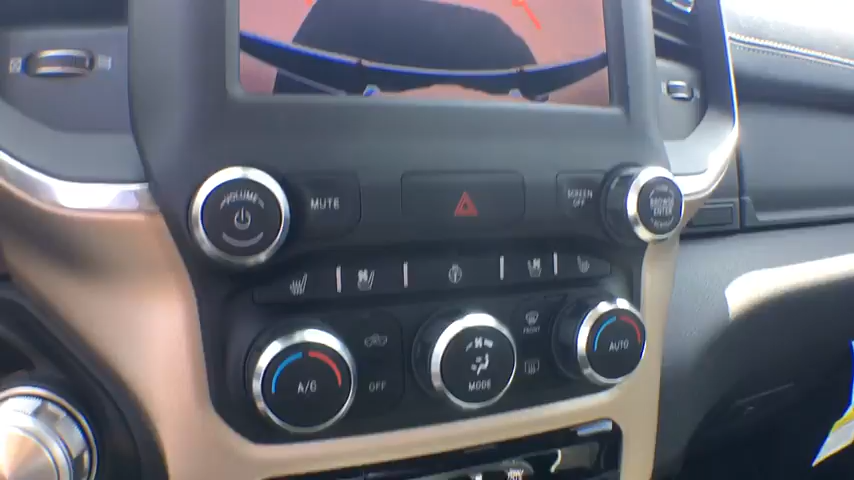 VOLUME
MUTE
SCREEN
OFF
BROWSE
ENTER
FRONT
A/C
OFF
MODE
AUTO